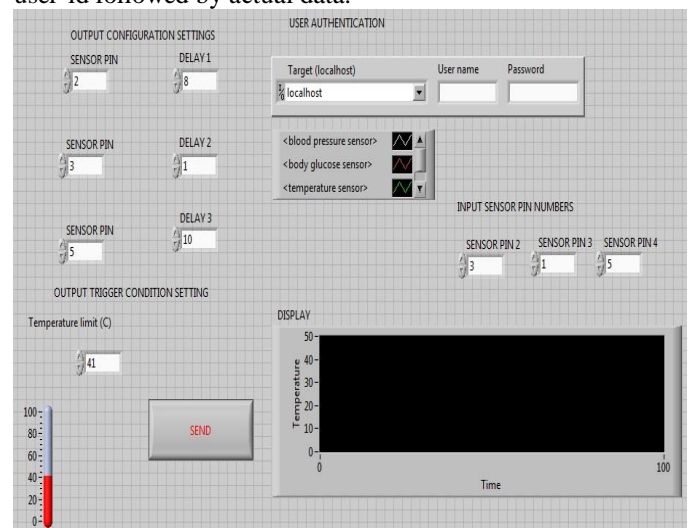 user-id followed by actual data.
USER AUTHENTICATION
OUTPUT CONFIGURATION SETTINGS
SENSOR PIN DELAY 1
2 8
Target (localhost) User name Password
localhost
SENSOR PIN DELAY 2
3 1
<blood pressure sensor>
<body glucose sensor>
<temperature sensor>
SENSOR PIN DELAY 3
5 10
INPUT SENSOR PIN NUMBERS
SENSOR PIN 2 SENSOR PIN 3 SENSOR PIN 4
3 1 5
OUTPUT TRIGGER CONDITION SETTING
Temperature limit (C)
41
SEND
100
80
60
40
20
0
DISPLAY
Temperature
50
40
30
20
10
0
0 100
Time